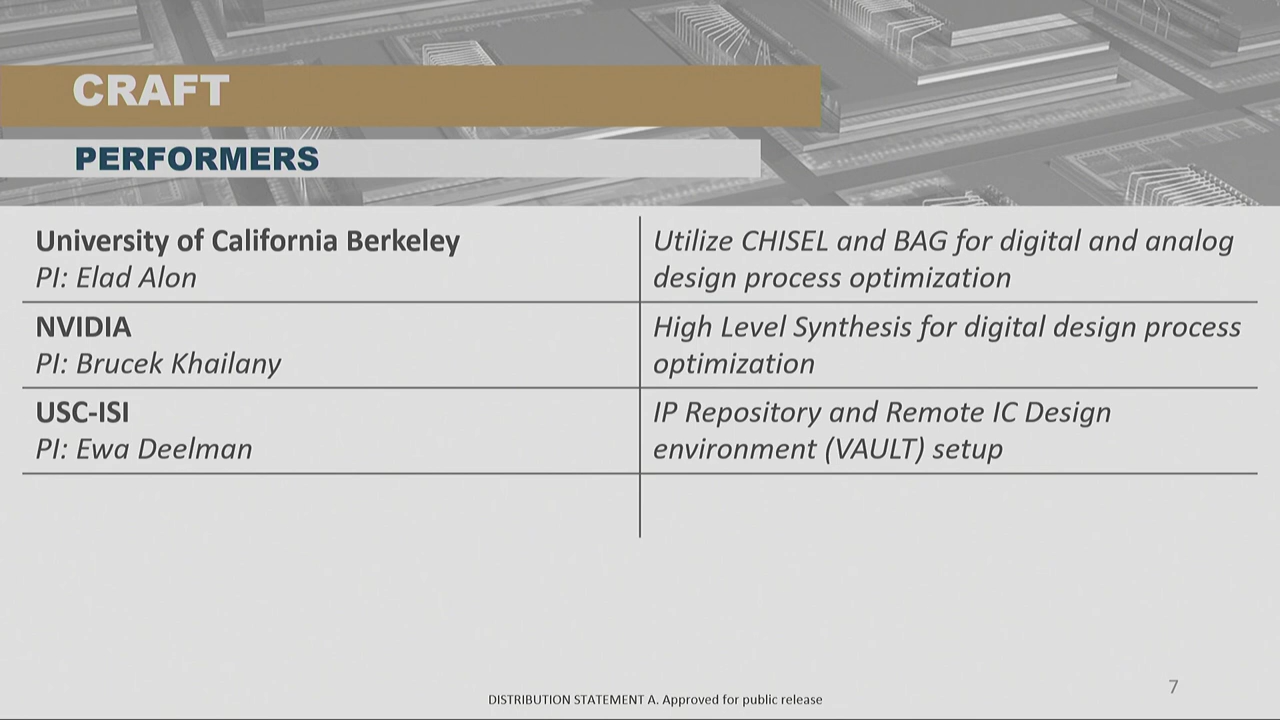 CRAFT
PERFORMERS
University of California Berkeley
PI: Elad Alon
Utilize CHISEL and BAG for digital and analog
design process optimization
NVIDIA
PI: Brucek Khailany
High Level Synthesis for digital design process
optimization
USC-ISI
PI: Ewa Deelman
IP Repository and Remote IC Design
environment (VAULT) setup
7
DISTRIBUTION STATEMENT A. Approved for public release